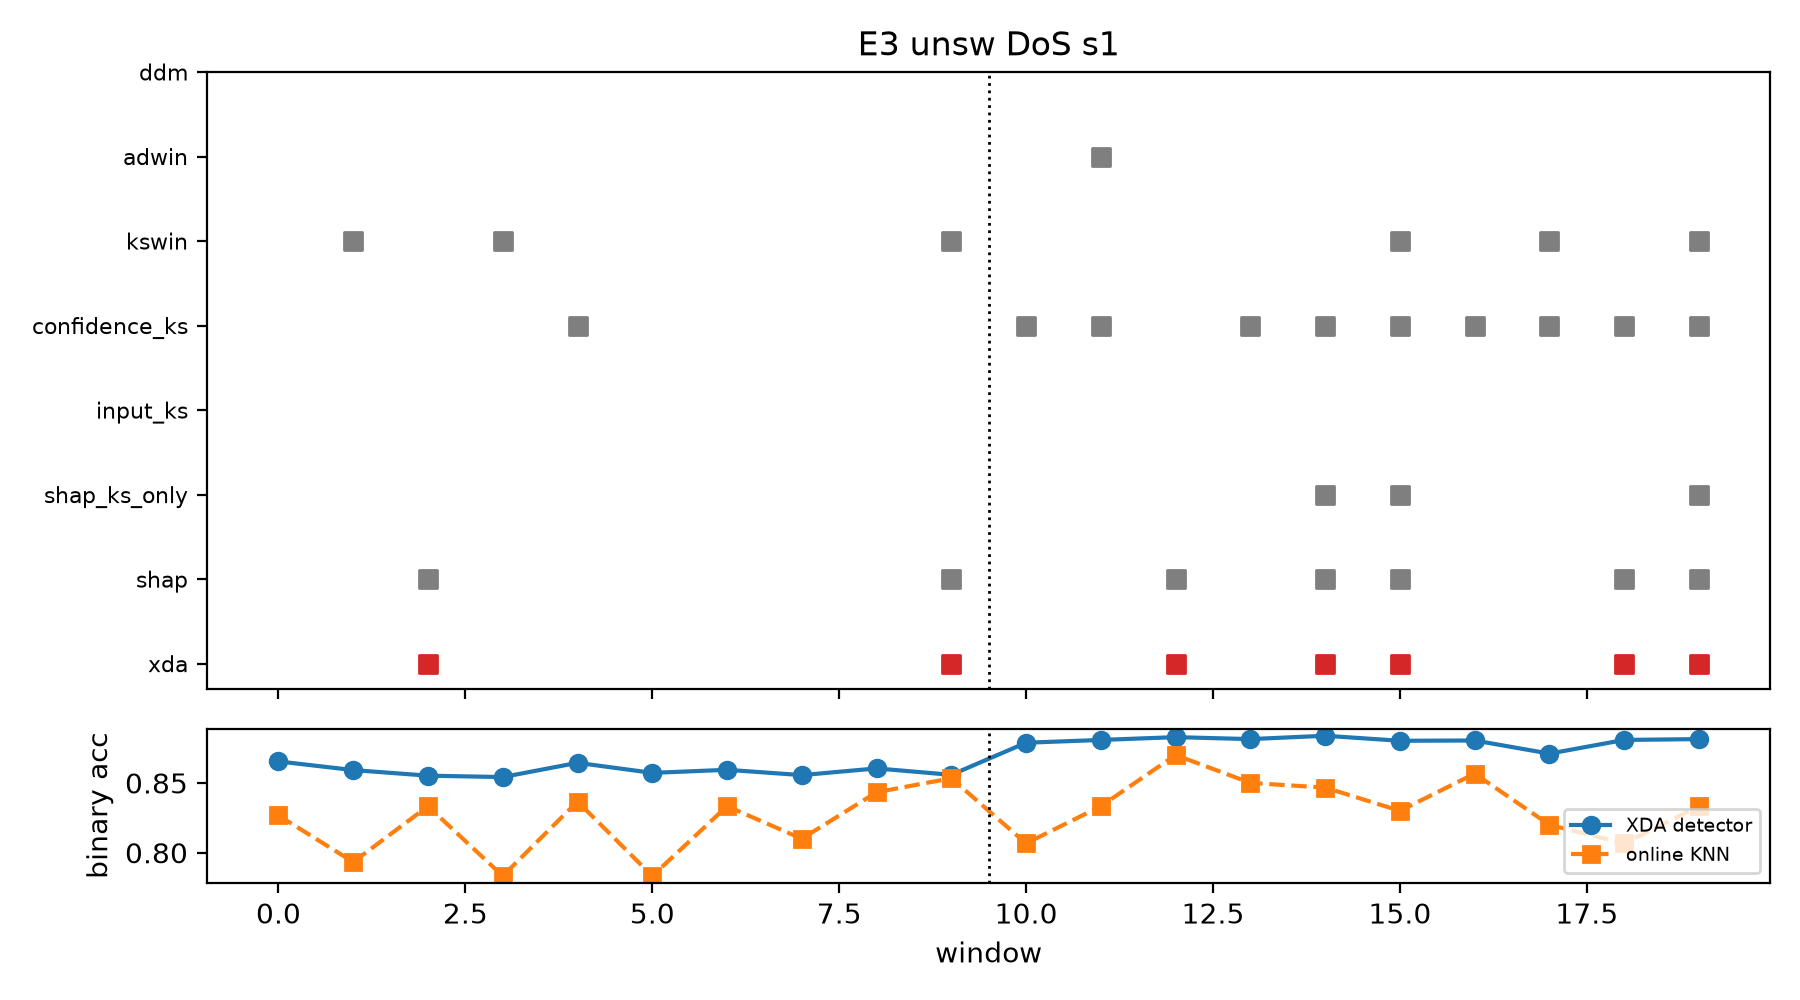 E3 unsw DoS s1
ddm
adwin
kswin
confidence_ks
input_ks
shap_ks_only
shap
xda
binary acc
0.85
0.80
XDA detector
online KNN
0.0 2.5 5.0 7.5 10.0 12.5 15.0 17.5
window